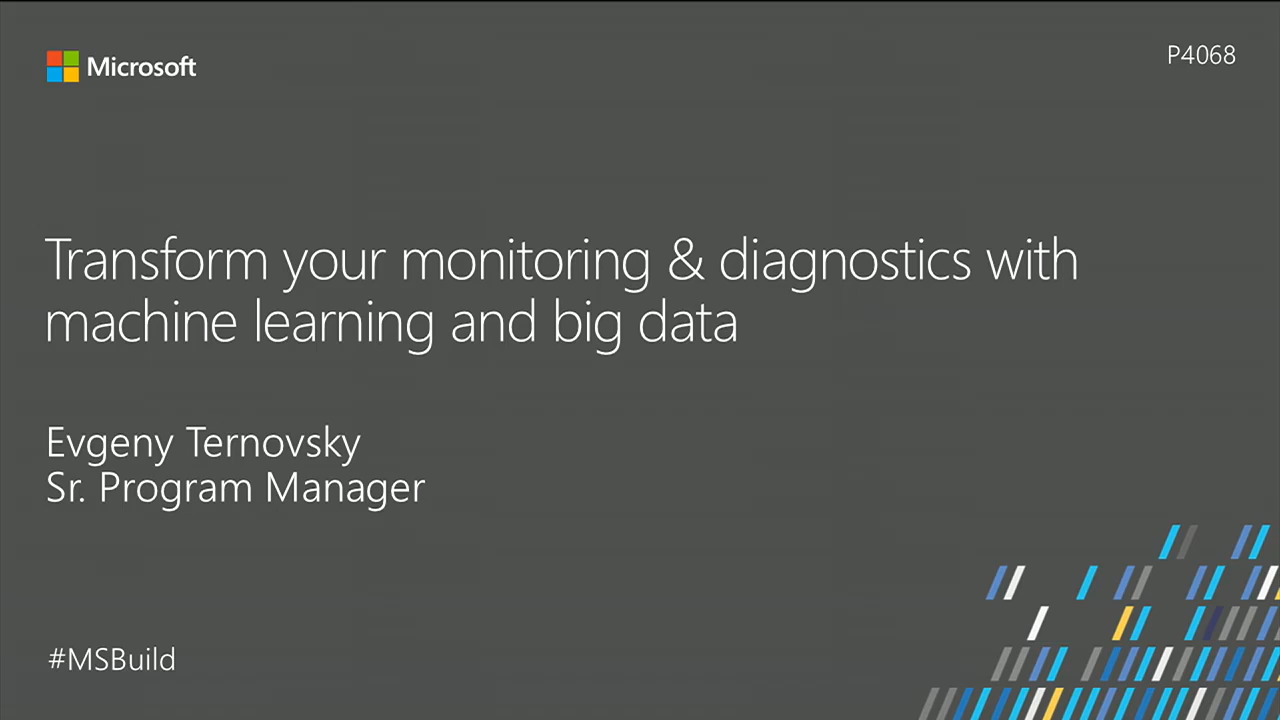 Microsoft
P4068
Transform your monitoring & diagnostics with
machine learning and big data
Evgeny Ternovsky
Sr. Program Manager
#MSBuild